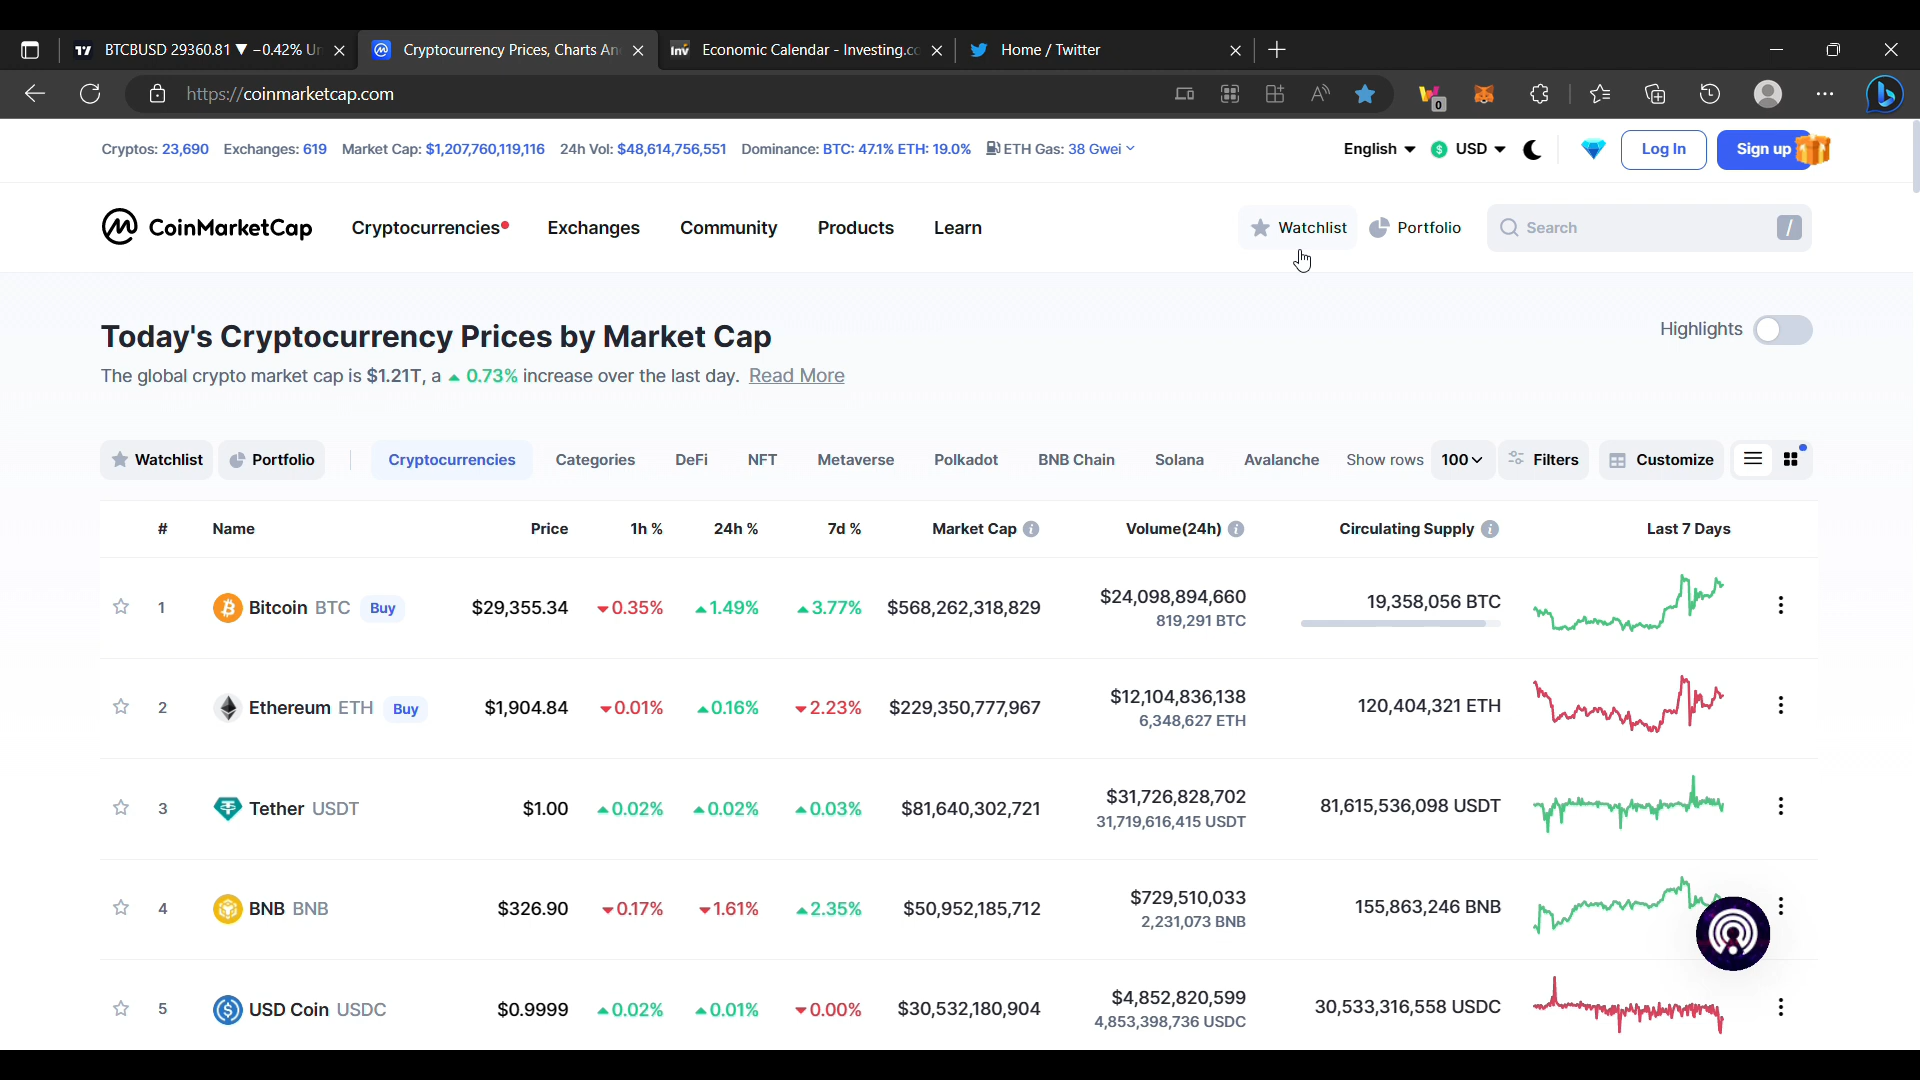 BTCBUSD 29360.81 ▼ −0.42% Un
Cryptocurrency Prices, Charts An
Inv Economic Calendar - Investing.co
Home / Twitter
https://coinmarketcap.com
0
Cryptos: 23,690 Exchanges: 619 Market Cap: $1,207,760,119,116 24h Vol: $48,614,756,551 Dominance: BTC: 47.1% ETH: 19.0% ETH Gas: 38 Gwei
English USD Log In Sign up
CoinMarketCap Cryptocurrencies Exchanges Community Products Learn Watchlist Portfolio Search /
Today's Cryptocurrency Prices by Market Cap
Highlights
The global crypto market cap is $1.21T, a ▲ 0.73% increase over the last day. Read More
Watchlist Portfolio Cryptocurrencies Categories DeFi NFT Metaverse Polkadot BNB Chain Solana Avalanche Show rows 100 Filters Customize
# Name Price 1h % 24h % 7d % Market Cap Volume(24h) Circulating Supply Last 7 Days
1 Bitcoin BTC Buy $29,355.34 ▼0.35% ▲1.49% ▲3.77% $568,262,318,829 $24,098,894,660 19,358,056 BTC
819,291 BTC
2 Ethereum ETH Buy $1,904.84 ▼0.01% ▲0.16% ▼2.23% $229,350,777,967 $12,104,836,138 120,404,321 ETH
6,348,627 ETH
3 Tether USDT $1.00 ▲0.02% ▲0.02% ▲0.03% $81,640,302,721 $31,726,828,702 81,615,536,098 USDT
31,719,616,415 USDT
4 BNB BNB $326.90 ▼0.17% ▼1.61% ▲2.35% $50,952,185,712 $729,510,033 155,863,246 BNB
2,231,073 BNB
5 USD Coin USDC $0.9999 ▲0.02% ▲0.01% ▼0.00% $30,532,180,904 $4,852,820,599 30,533,316,558 USDC
4,853,398,736 USDC